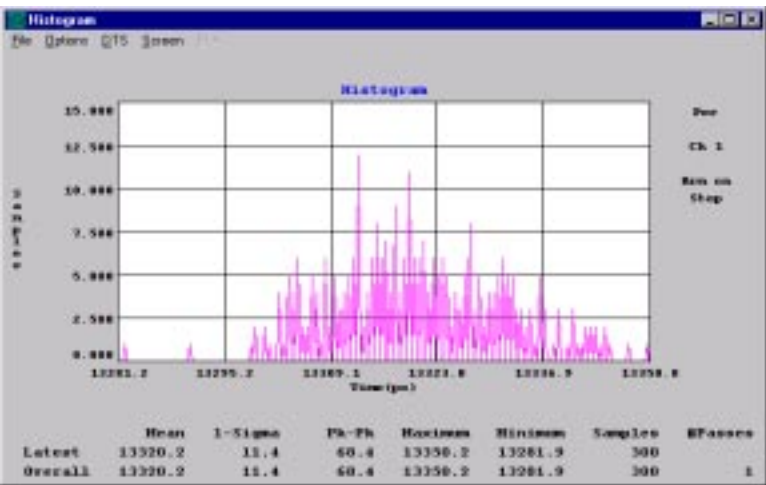 Histogram
File Options DTS Screen
Histogram
15.000
12.500
10.000
7.500
5.000
2.500
0.000
Samples
13281.2 13295.2 13309.1 13323.0 13336.9 13350.8
Time(ps)
Per
Ch 1
Arm on
Stop
Mean 1-Sigma Pk-Pk Maximum Minimum Samples #Passes
Latest 13320.2 11.4 68.4 13350.2 13281.9 300
Overall 13320.2 11.4 68.4 13350.2 13281.9 300 1